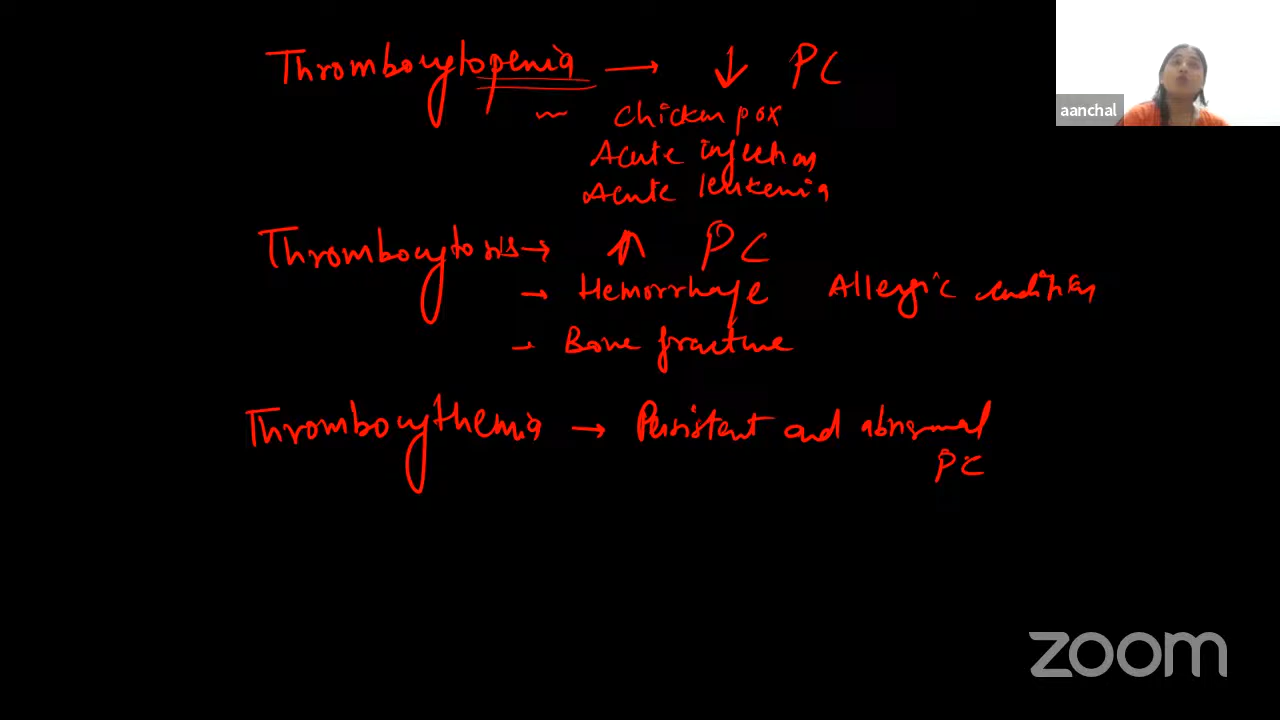 Thrombocytopenia → ↓ PC
Chicken pox
Acute infection
Acute leukemia
Thrombocytosis → ↑ PC
→ Hemorrhage Allergic conditions
→ Bone fracture
Thrombocythemia → Persistent and abnormal
PC
aanchal
zoom